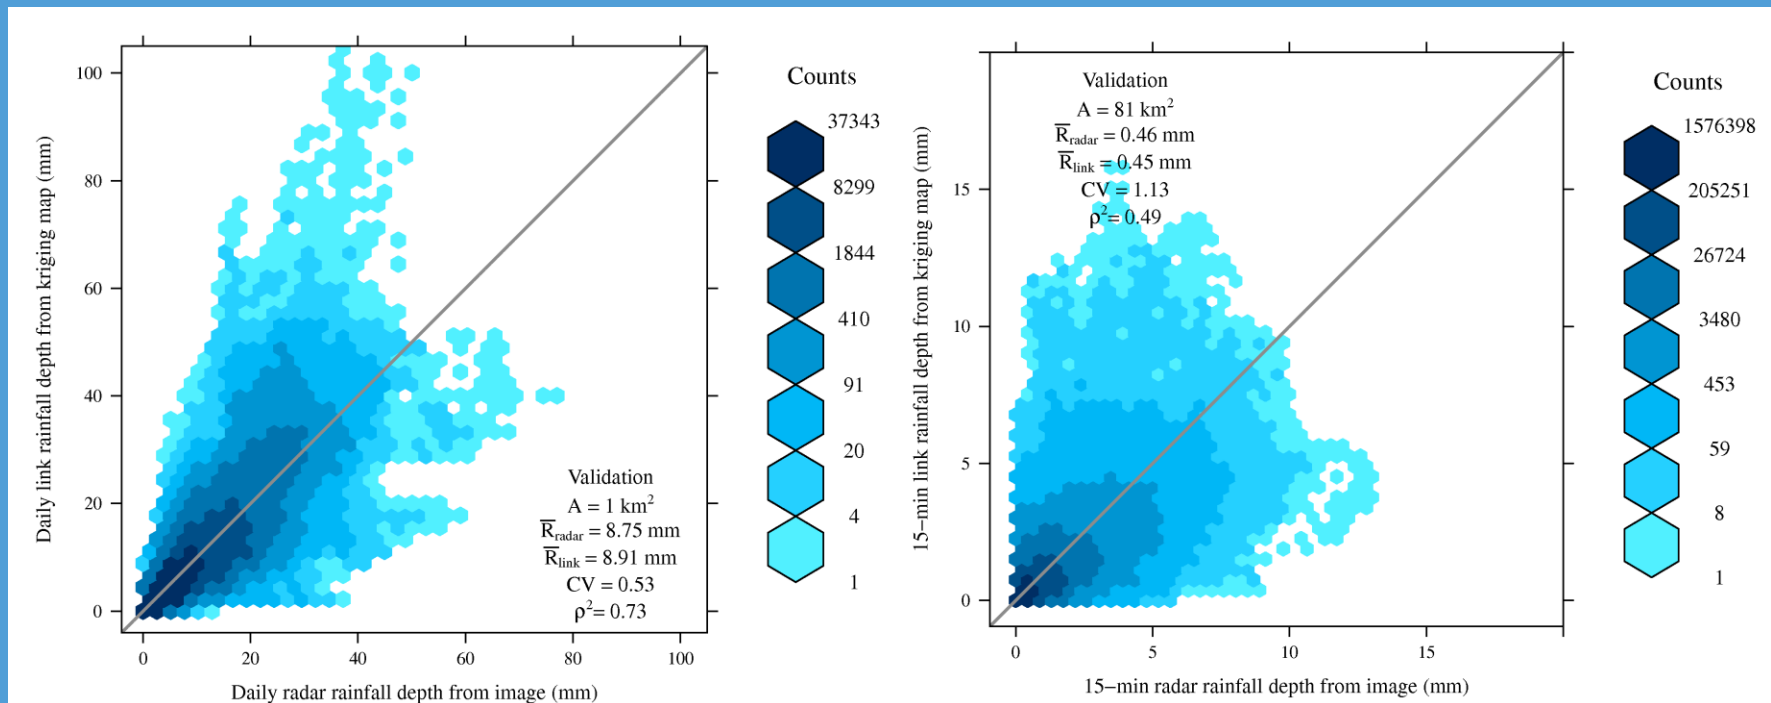 Daily link rainfall depth from kriging map (mm)
100
80
60
40
20
0
Validation
A = 1 km²
R̅radar = 8.75 mm
R̅link = 8.91 mm
CV = 0.53
ρ²= 0.73
0 20 40 60 80 100
Daily radar rainfall depth from image (mm)
Counts
37343
8299
1844
410
91
20
4
1
15−min link rainfall depth from kriging map (mm)
15
10
5
0
Validation
A = 81 km²
R̅radar = 0.46 mm
R̅link = 0.45 mm
CV = 1.13
ρ²= 0.49
0 5 10 15
15−min radar rainfall depth from image (mm)
Counts
1576398
205251
26724
3480
453
59
8
1